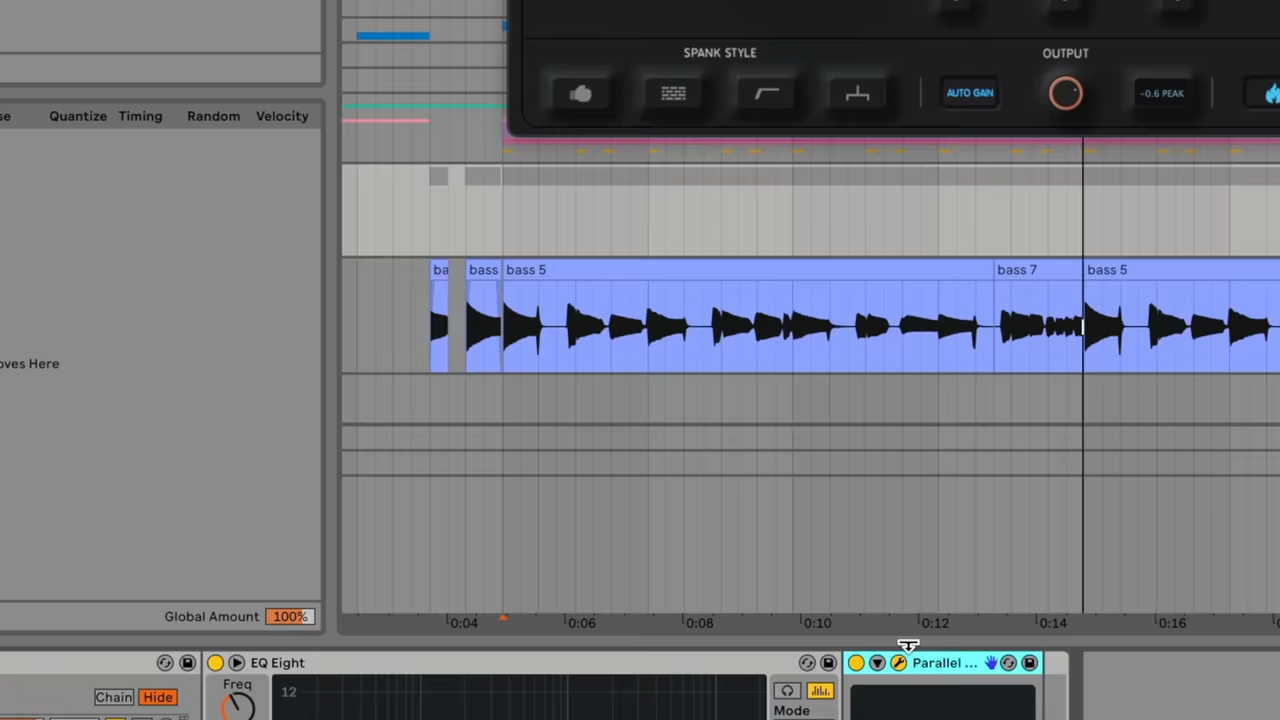 SPANK STYLE
OUTPUT
AUTO GAIN
-0.6 PEAK
Quantize Timing Random Velocity
bass 5
bass 7
bass 5
bass
ba
oves Here
Global Amount 100%
0:04 0:06 0:08 0:10 0:12 0:14 0:16
EQ Eight
Parallel ...
Chain Hide
Freq
12
Mode